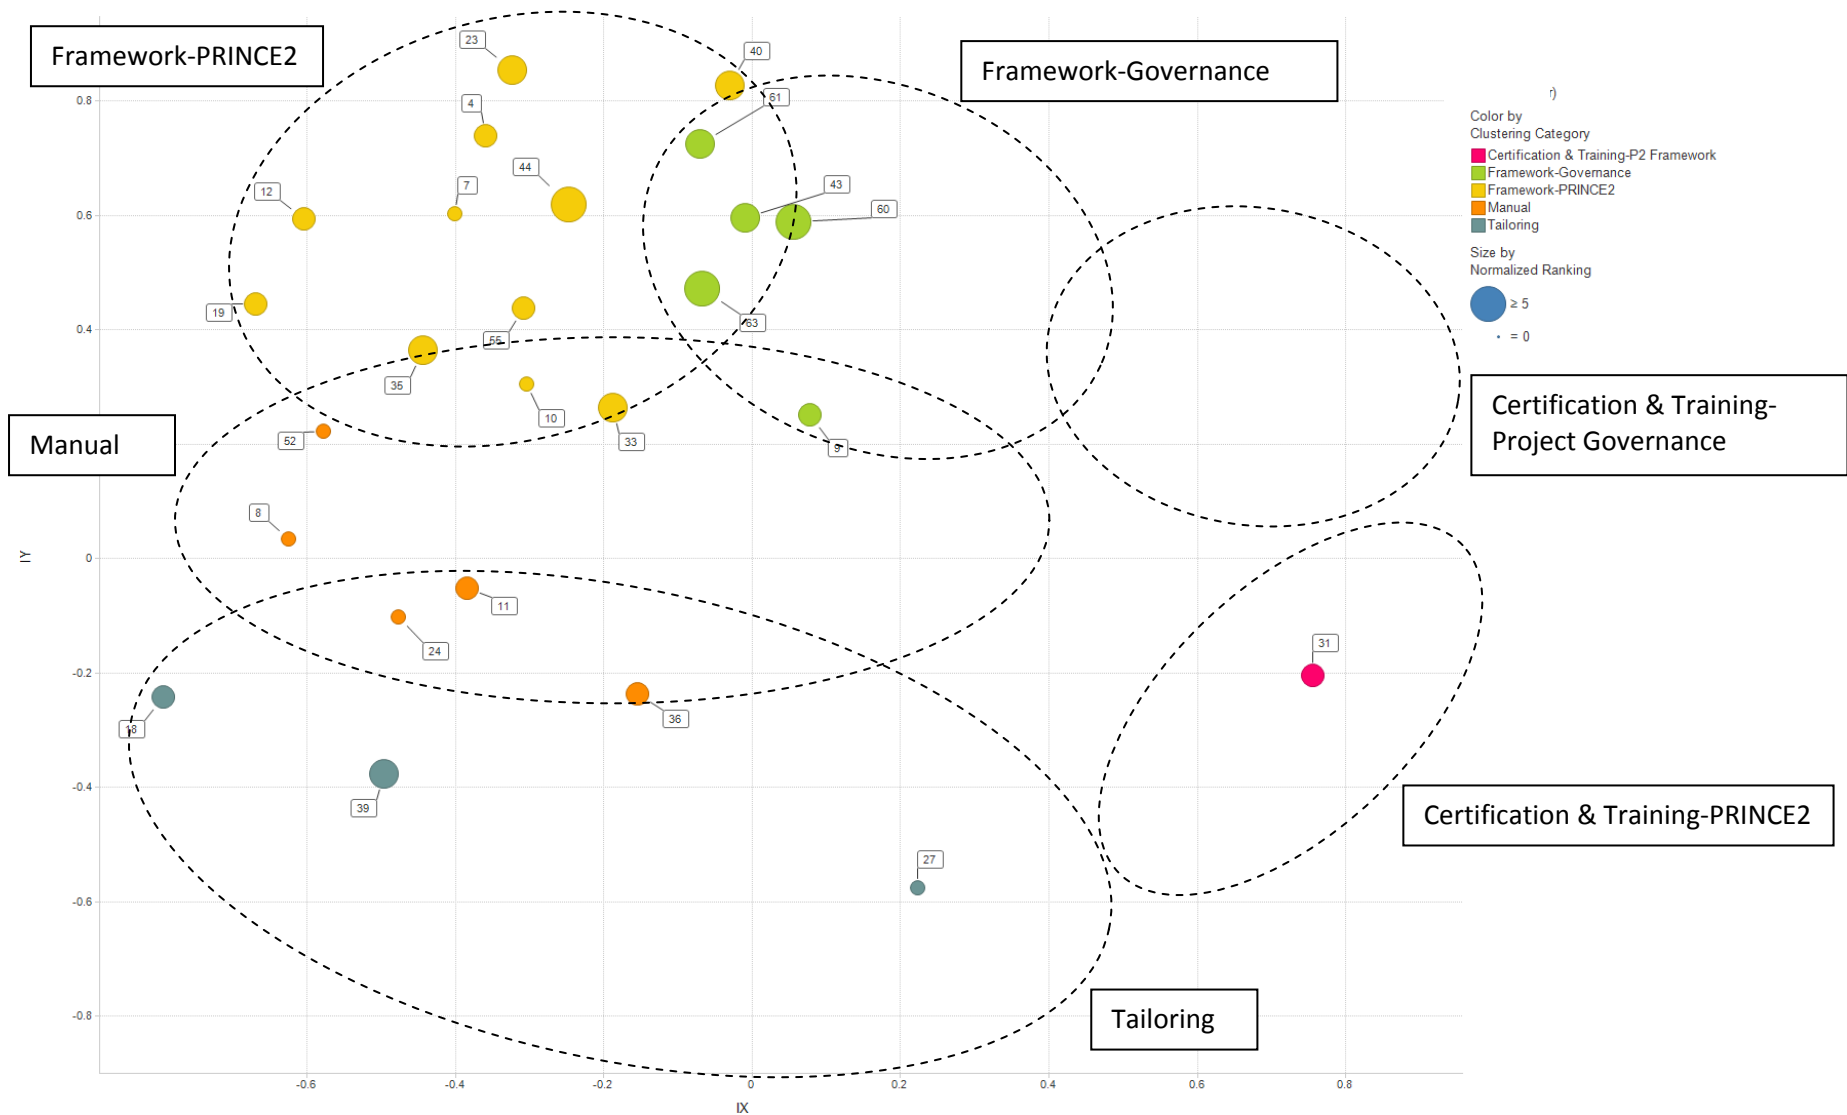 Framework-PRINCE2
Framework-Governance
23
40
61
4
44
7
12
43
60
19
63
55
35
10
33
9
52
8
11
24
18
36
39
27
31
Manual
Certification & Training-
Project Governance
Certification & Training-PRINCE2
Tailoring
r)
Color by
Clustering Category
Certification & Training-P2 Framework
Framework-Governance
Framework-PRINCE2
Manual
Tailoring
Size by
Normalized Ranking
≥ 5
= 0
0.8
0.6
0.4
0
-0.2
-0.4
-0.6
-0.8
IY
-0.6
-0.4
-0.2
0
0.2
0.4
0.6
0.8
IX